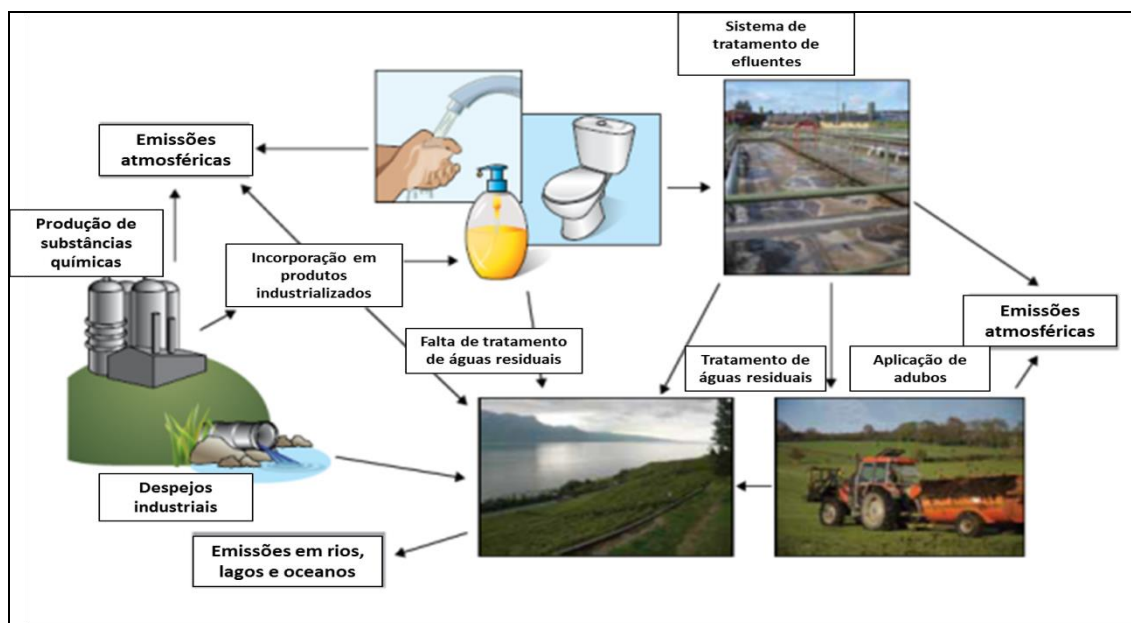 Sistema de
tratamento de
efluentes
Emissões
atmosféricas
Produção de
substâncias
químicas
Incorporação em
produtos
industrializados
Emissões
atmosféricas
Falta de tratamento
de águas residuais
Tratamento de
águas residuais
Aplicação de
adubos
Despejos
industriais
Emissões em rios,
lagos e oceanos